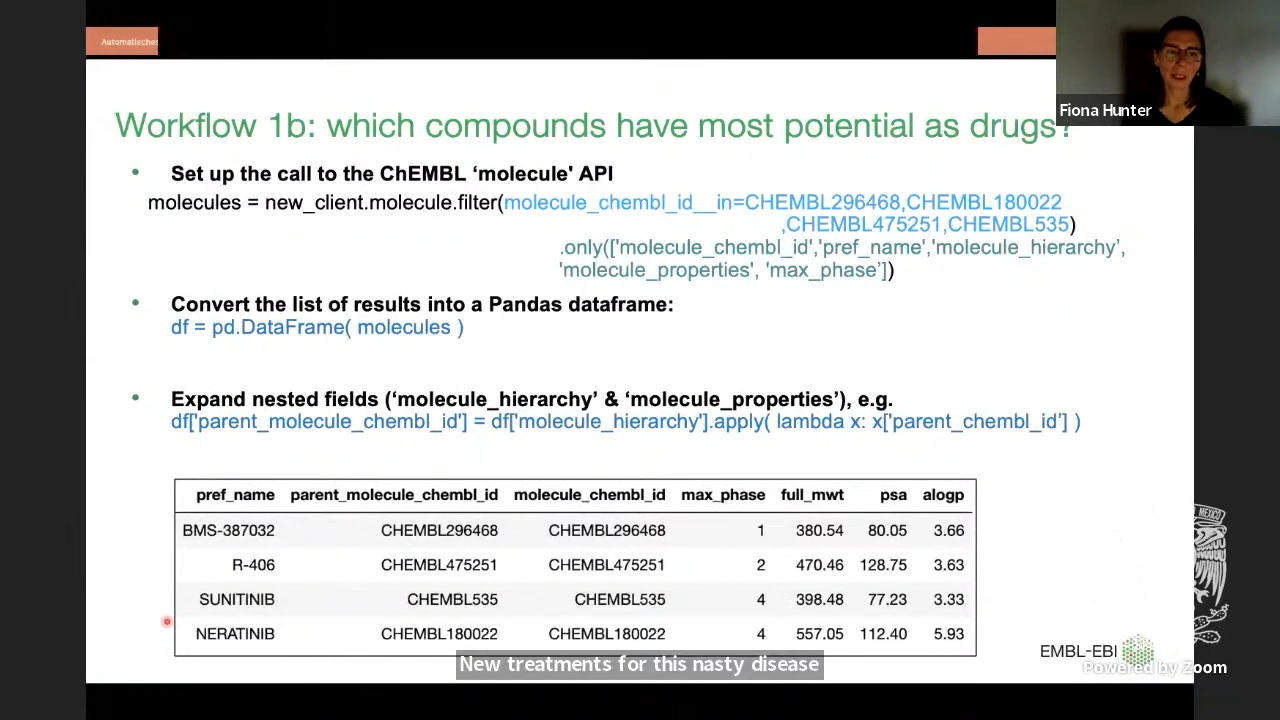 Automatisches
Fiona Hunter
Workflow 1b: which compounds have most potential as drugs?
• Set up the call to the ChEMBL ‘molecule' API
molecules = new_client.molecule.filter(molecule_chembl_id__in=CHEMBL296468,CHEMBL180022
,CHEMBL475251,CHEMBL535)
.only(['molecule_chembl_id','pref_name','molecule_hierarchy’,
'molecule_properties', 'max_phase’])
• Convert the list of results into a Pandas dataframe:
df = pd.DataFrame( molecules )
• Expand nested fields (‘molecule_hierarchy’ & ‘molecule_properties’), e.g.
df['parent_molecule_chembl_id'] = df['molecule_hierarchy'].apply( lambda x: x['parent_chembl_id’] )
pref_name parent_molecule_chembl_id molecule_chembl_id max_phase full_mwt psa alogp
BMS-387032 CHEMBL296468 CHEMBL296468 1 380.54 80.05 3.66
R-406 CHEMBL475251 CHEMBL475251 2 470.46 128.75 3.63
SUNITINIB CHEMBL535 CHEMBL535 4 398.48 77.23 3.33
NERATINIB CHEMBL180022 CHEMBL180022 4 557.05 112.40 5.93
MEXICO
EMBL-EBI
New treatments for this nasty disease
Powered by Zoom